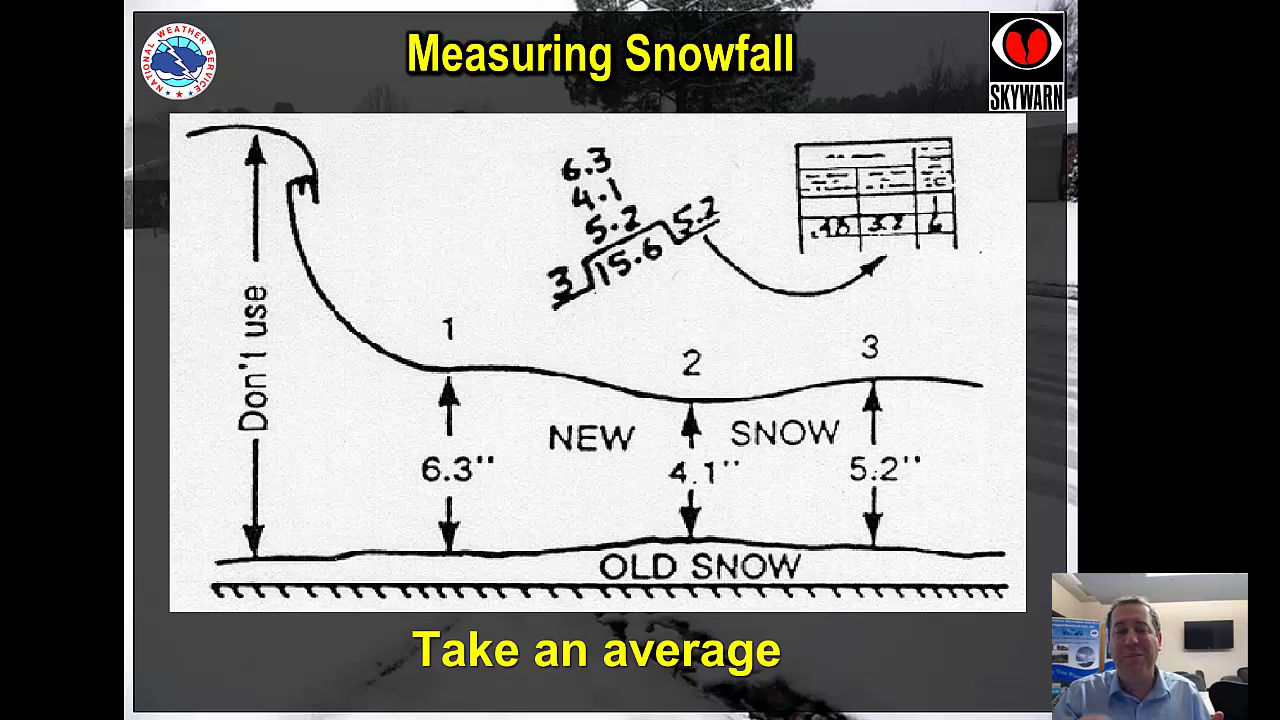 Measuring Snowfall
NATIONAL WEATHER SERVICE
SKYWARN
6.3
4.1
5.2
3 15.6 5.2
Don't use
1
2
3
NEW SNOW
6.3"
4.1"
5.2"
OLD SNOW
Take an average